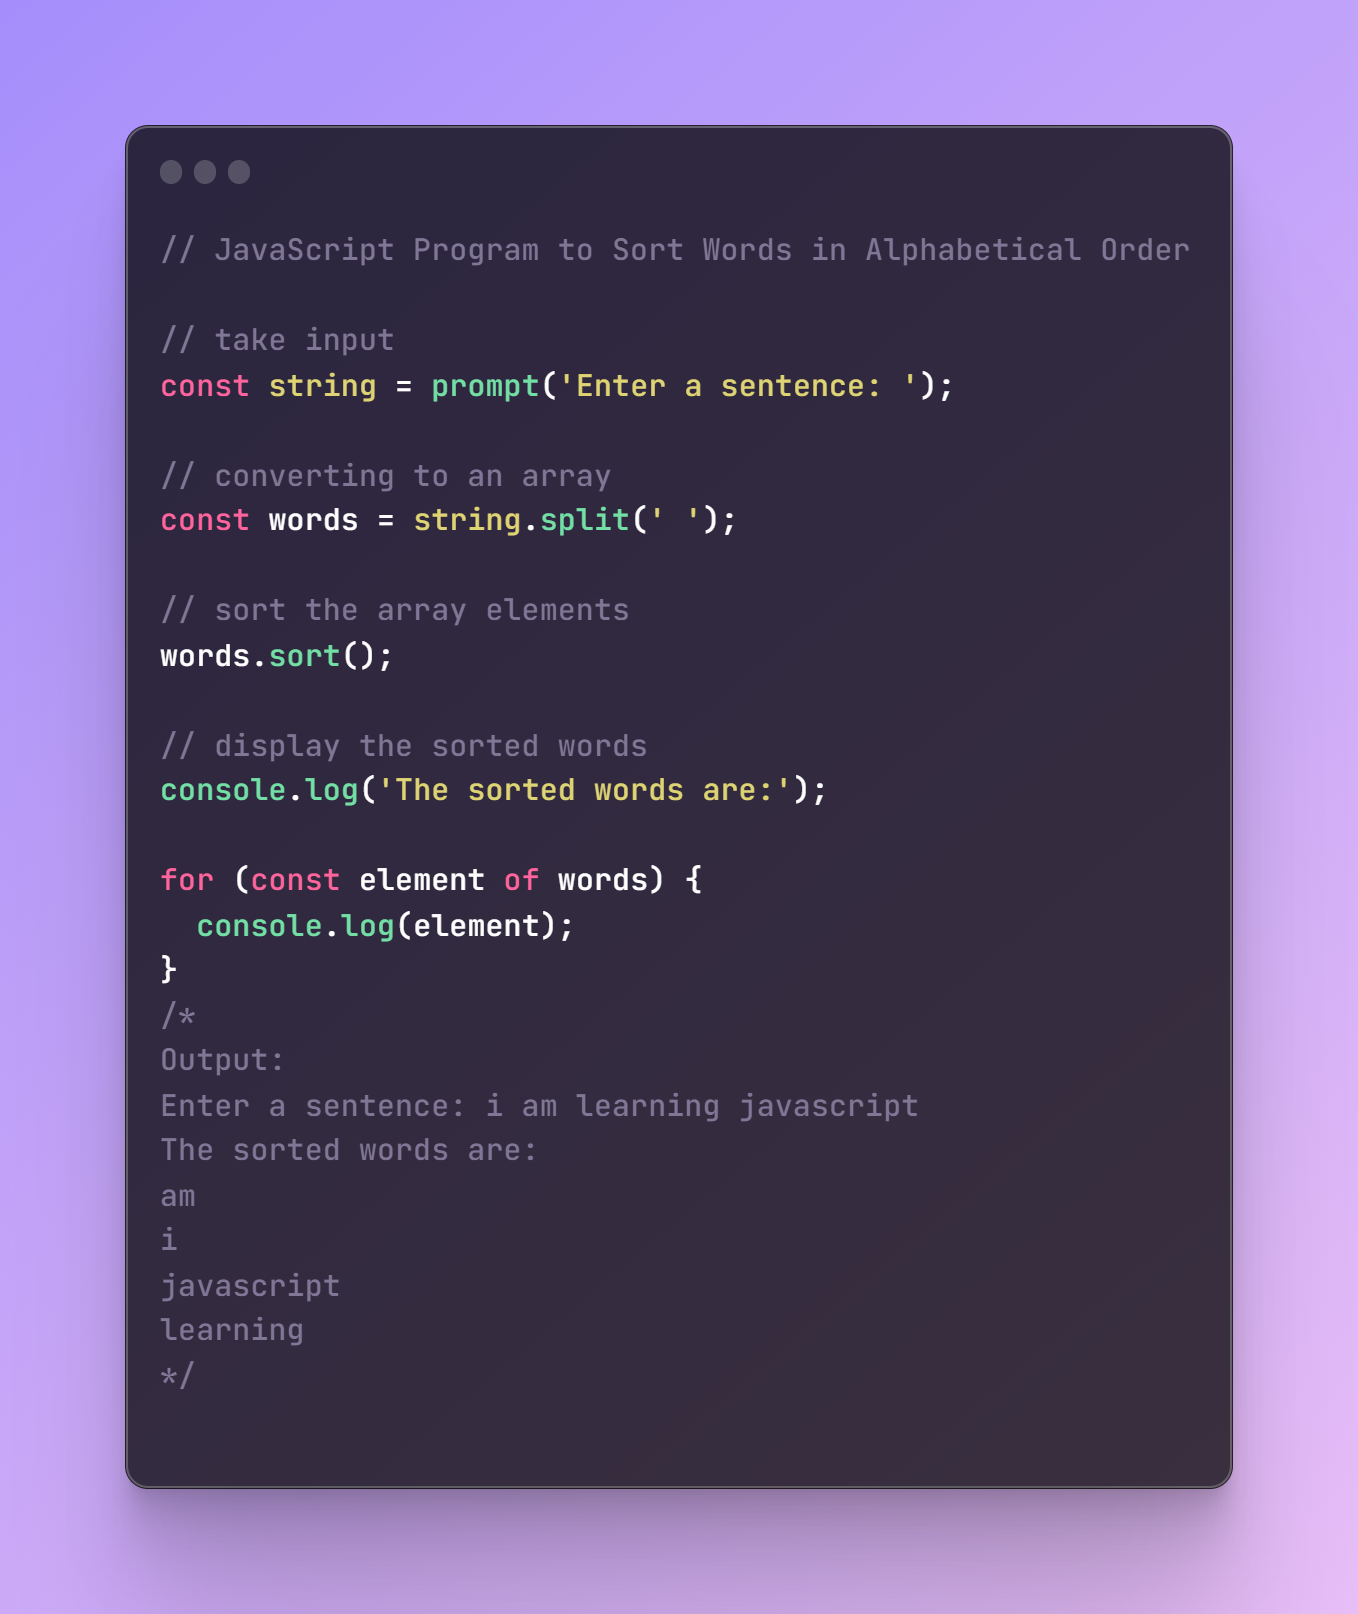 // JavaScript Program to Sort Words in Alphabetical Order
// take input
const string = prompt('Enter a sentence: ');
// converting to an array
const words = string.split(' ');
// sort the array elements
words.sort();
// display the sorted words
console.log('The sorted words are:');
for (const element of words) {
  console.log(element);
}
/*
Output:
Enter a sentence: i am learning javascript
The sorted words are:
am
i
javascript
learning
*/